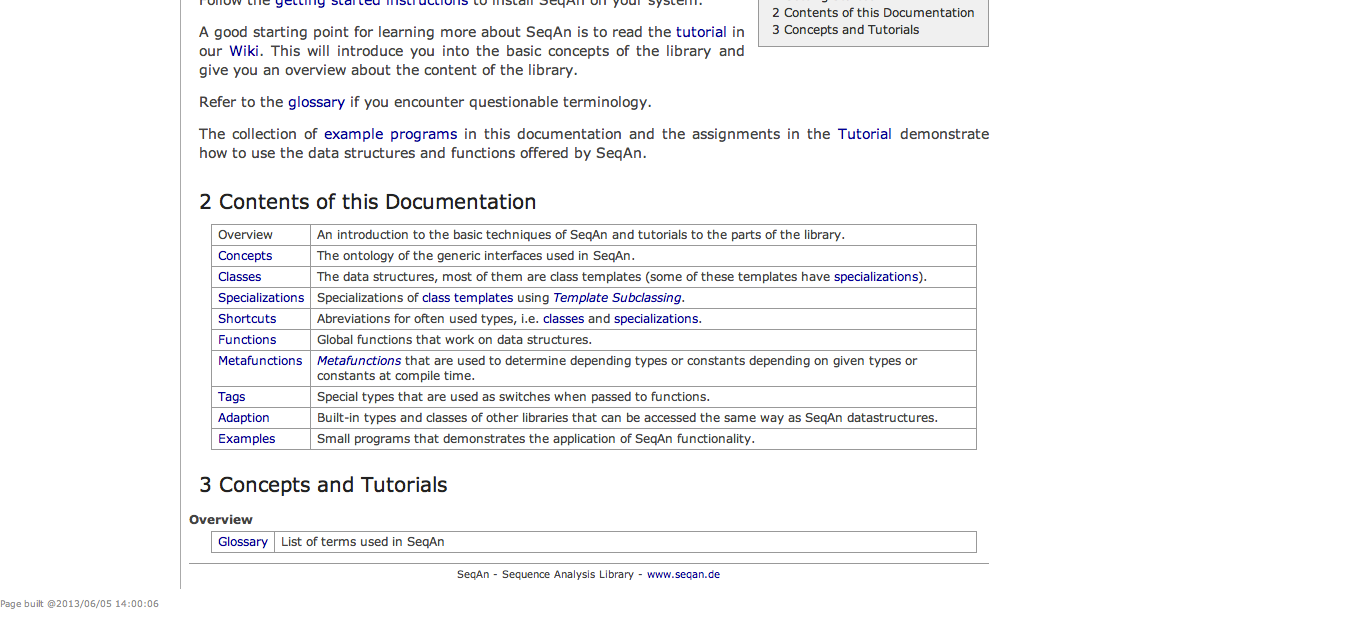 Follow the getting started instructions to install SeqAn on your system.
2 Contents of this Documentation
3 Concepts and Tutorials
A good starting point for learning more about SeqAn is to read the tutorial in
our Wiki. This will introduce you into the basic concepts of the library and
give you an overview about the content of the library.
Refer to the glossary if you encounter questionable terminology.
The collection of example programs in this documentation and the assignments in the Tutorial demonstrate
how to use the data structures and functions offered by SeqAn.
2 Contents of this Documentation
Overview An introduction to the basic techniques of SeqAn and tutorials to the parts of the library.
Concepts The ontology of the generic interfaces used in SeqAn.
Classes The data structures, most of them are class templates (some of these templates have specializations).
Specializations Specializations of class templates using Template Subclassing.
Shortcuts Abreviations for often used types, i.e. classes and specializations.
Functions Global functions that work on data structures.
Metafunctions Metafunctions that are used to determine depending types or constants depending on given types or
constants at compile time.
Tags Special types that are used as switches when passed to functions.
Adaption Built-in types and classes of other libraries that can be accessed the same way as SeqAn datastructures.
Examples Small programs that demonstrates the application of SeqAn functionality.
3 Concepts and Tutorials
Overview
Glossary List of terms used in SeqAn
SeqAn - Sequence Analysis Library - www.seqan.de
Page built @2013/06/05 14:00:06